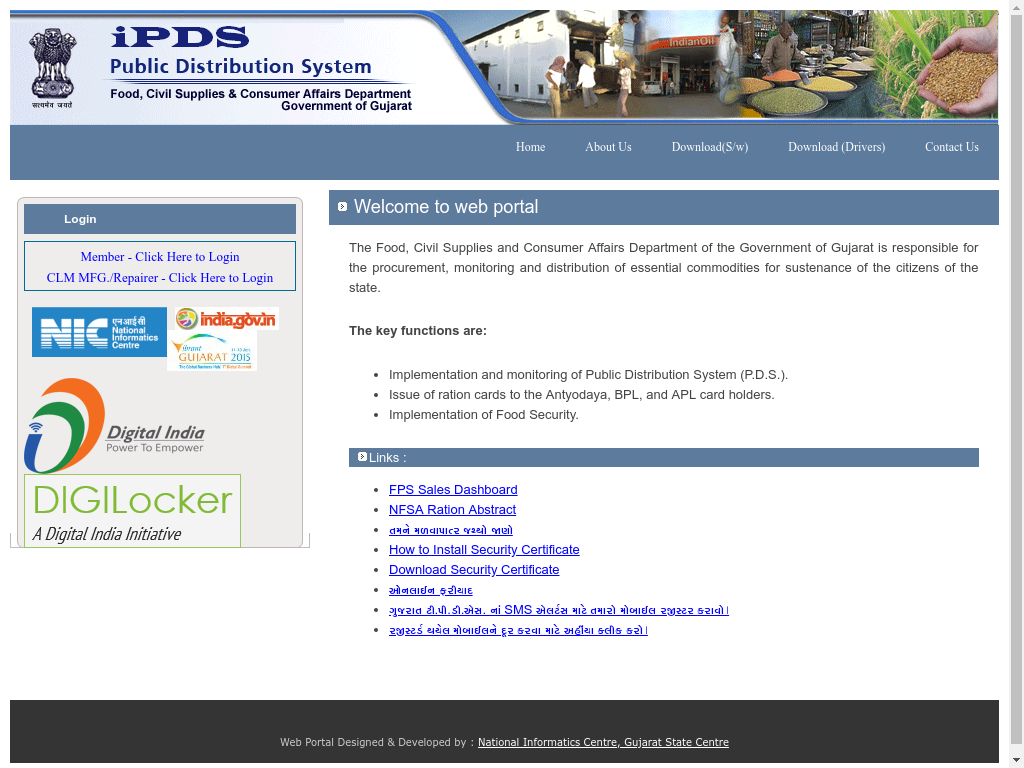 iPDS
Public Distribution System
Food, Civil Supplies & Consumer Affairs Department
Government of Gujarat
सत्यमेव जयते
IndianOil
Home About Us Download(S/w) Download (Drivers) Contact Us
Login
Member - Click Here to Login
CLM MFG./Repairer - Click Here to Login
NIC एन आई सी
National
Informatics
Centre
india.gov.in
Vibrant
GUJARAT 2015
Digital India
Power To Empower
DIGILocker
A Digital India Initiative
Welcome to web portal
The Food, Civil Supplies and Consumer Affairs Department of the Government of Gujarat is responsible for
the procurement, monitoring and distribution of essential commodities for sustenance of the citizens of the
state.
The key functions are:
Implementation and monitoring of Public Distribution System (P.D.S.).
Issue of ration cards to the Antyodaya, BPL, and APL card holders.
Implementation of Food Security.
Links :
FPS Sales Dashboard
NFSA Ration Abstract
તમને મળવાપાત્ર જથ્થો જાણો
How to Install Security Certificate
Download Security Certificate
ઓનલાઈન ફરીયાદ
ગુજરાત ટી.પી.ડી.એસ. નાં SMS એલર્ટસ માટે તમારો મોબાઈલ રજીસ્ટર કરાવો!
રજીસ્ટર્ડ થયેલ મોબાઈલને દૂર કરવા માટે અહીંયા ક્લીક કરો!
Web Portal Designed & Developed by : National Informatics Centre, Gujarat State Centre